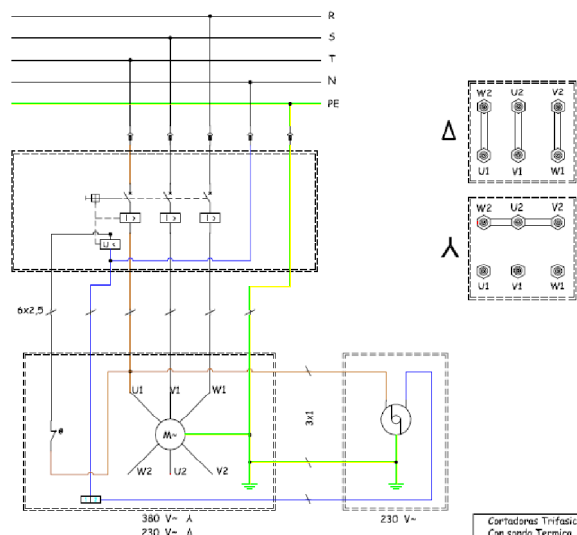 R
S
T
N
PE
W2 U2 V2
Δ
U1 V1 W1
W2 U2 V2
U1 V1 W1
I> I> I>
U<
6x2,5
U1 V1 W1
M~
W2 U2 V2
3x1
380 V~
230 V~
230 V~
Cortadoras Trifasic
Con sonda Termica